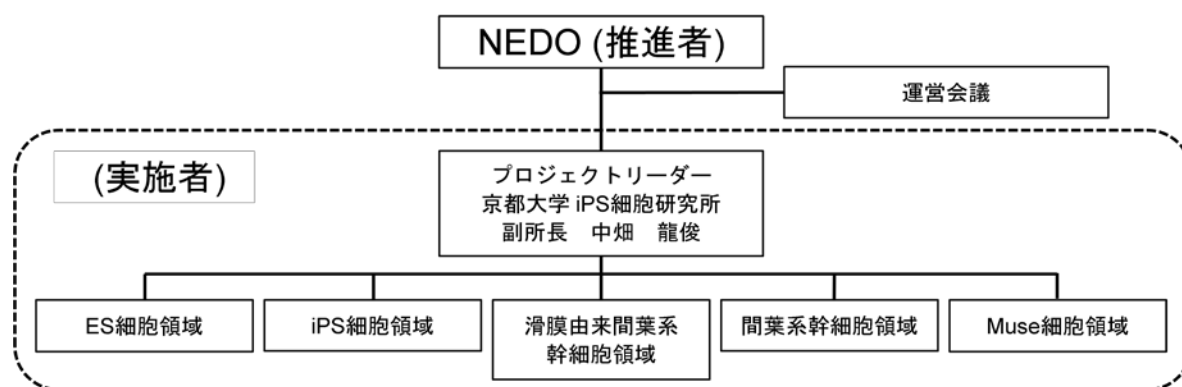 NEDO (推進者)
運営会議
(実施者)
プロジェクトリーダー
京都大学 iPS細胞研究所
副所長　中畑　龍俊
ES細胞領域
iPS細胞領域
滑膜由来間葉系
幹細胞領域
間葉系幹細胞領域
Muse細胞領域